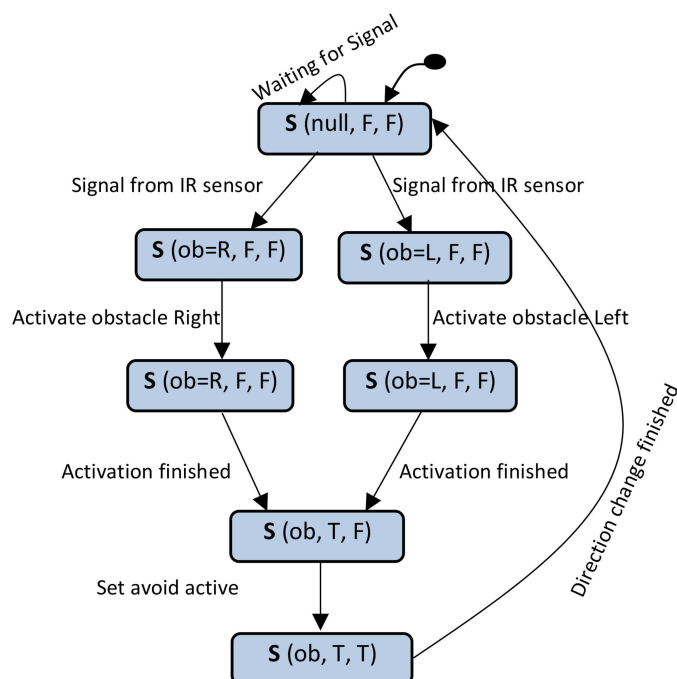 Waiting for Signal
S (null, F, F)
Signal from IR sensor
Signal from IR sensor
S (ob=R, F, F)
S (ob=L, F, F)
Activate obstacle Right
Activate obstacle Left
S (ob=R, F, F)
S (ob=L, F, F)
Activation finished
Activation finished
Direction change finished
S (ob, T, F)
Set avoid active
S (ob, T, T)